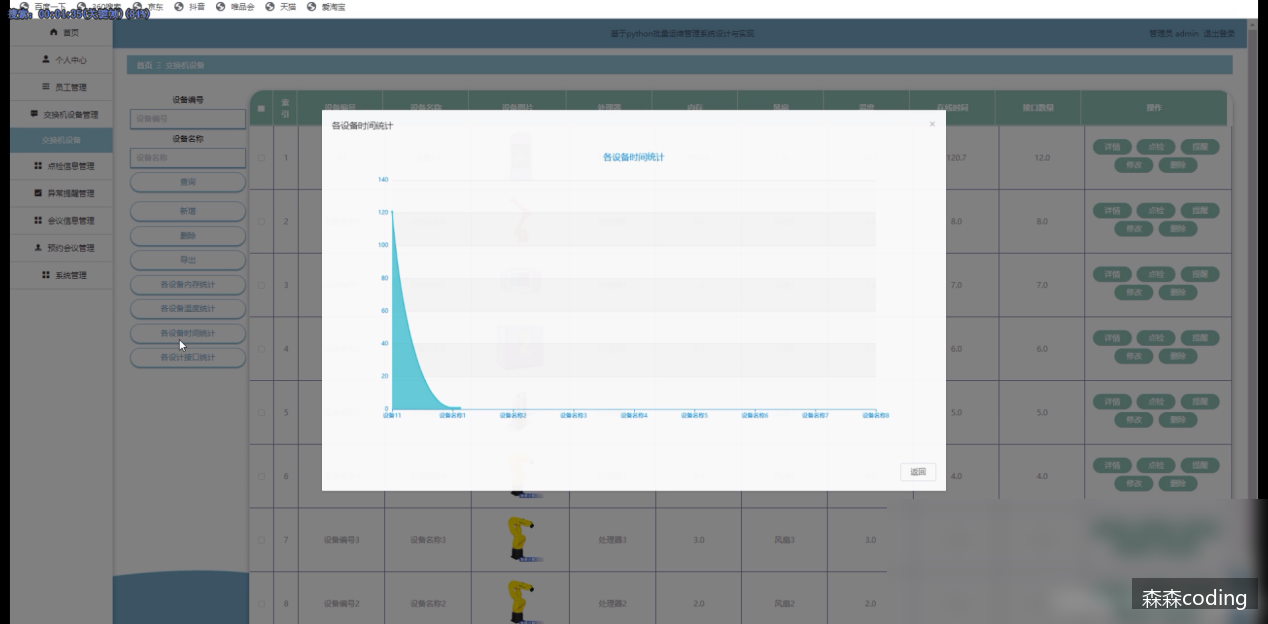 百度一下 360搜索 京东 抖音 唯品会 天猫 爱淘宝
首页
基于python批量运维管理系统设计与实现
管理员 admin 退出登录
个人中心
员工管理
交换机设备管理
交换机设备
点检信息管理
异常提醒管理
会议信息管理
预约会议管理
系统管理
首页 交换机设备
设备编号
设备编号
设备名称
设备名称
查询
新增
删除
导出
各设备内存统计
各设备温度统计
各设备时间统计
各设计接口统计
索引 设备编号 设备名称 设备图片 处理器 内存 风扇 温度 在线时间 接口数量 操作
1 120.7 12.0 详情 点检 提醒
修改 删除
2 8.0 8.0 详情 点检 提醒
修改 删除
3 7.0 7.0 详情 点检 提醒
修改 删除
4 6.0 6.0 详情 点检 提醒
修改 删除
5 5.0 5.0 详情 点检 提醒
修改 删除
6 4.0 4.0 详情 点检 提醒
修改 删除
7 设备编号3 设备名称3 处理器3 3.0 风扇3 3.0
8 设备编号2 设备名称2 处理器2 2.0 风扇2 2.0
各设备时间统计
×
各设备时间统计
140
120
100
80
60
40
20
0
设备11 设备名称1 设备名称2 设备名称3 设备名称4 设备名称5 设备名称6 设备名称7 设备名称8
返回
森森coding